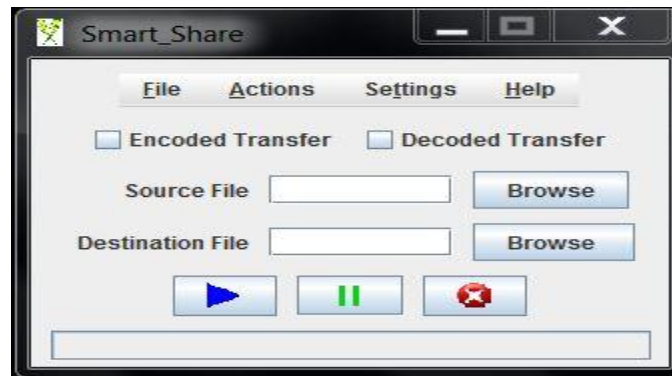 Smart_Share
File Actions Settings Help
Encoded Transfer Decoded Transfer
Source File Browse
Destination File Browse